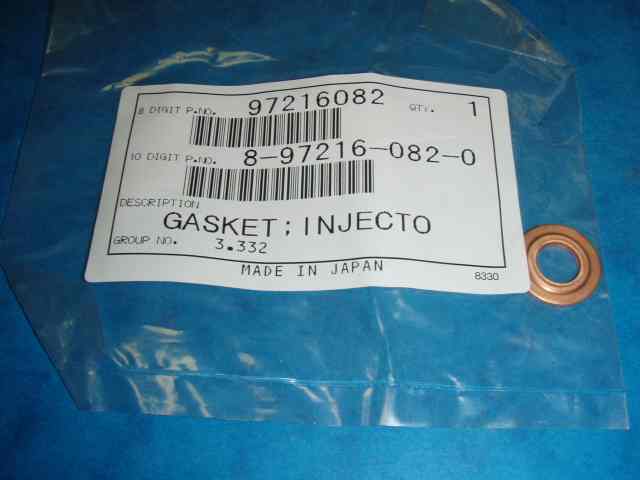 8 DIGIT P.NO. 97216082 QTY. 1
10 DIGIT P.NO. 8-97216-082-0
DESCRIPTION
GASKET;INJECTO
GROUP NO. 3.332
MADE IN JAPAN 8330